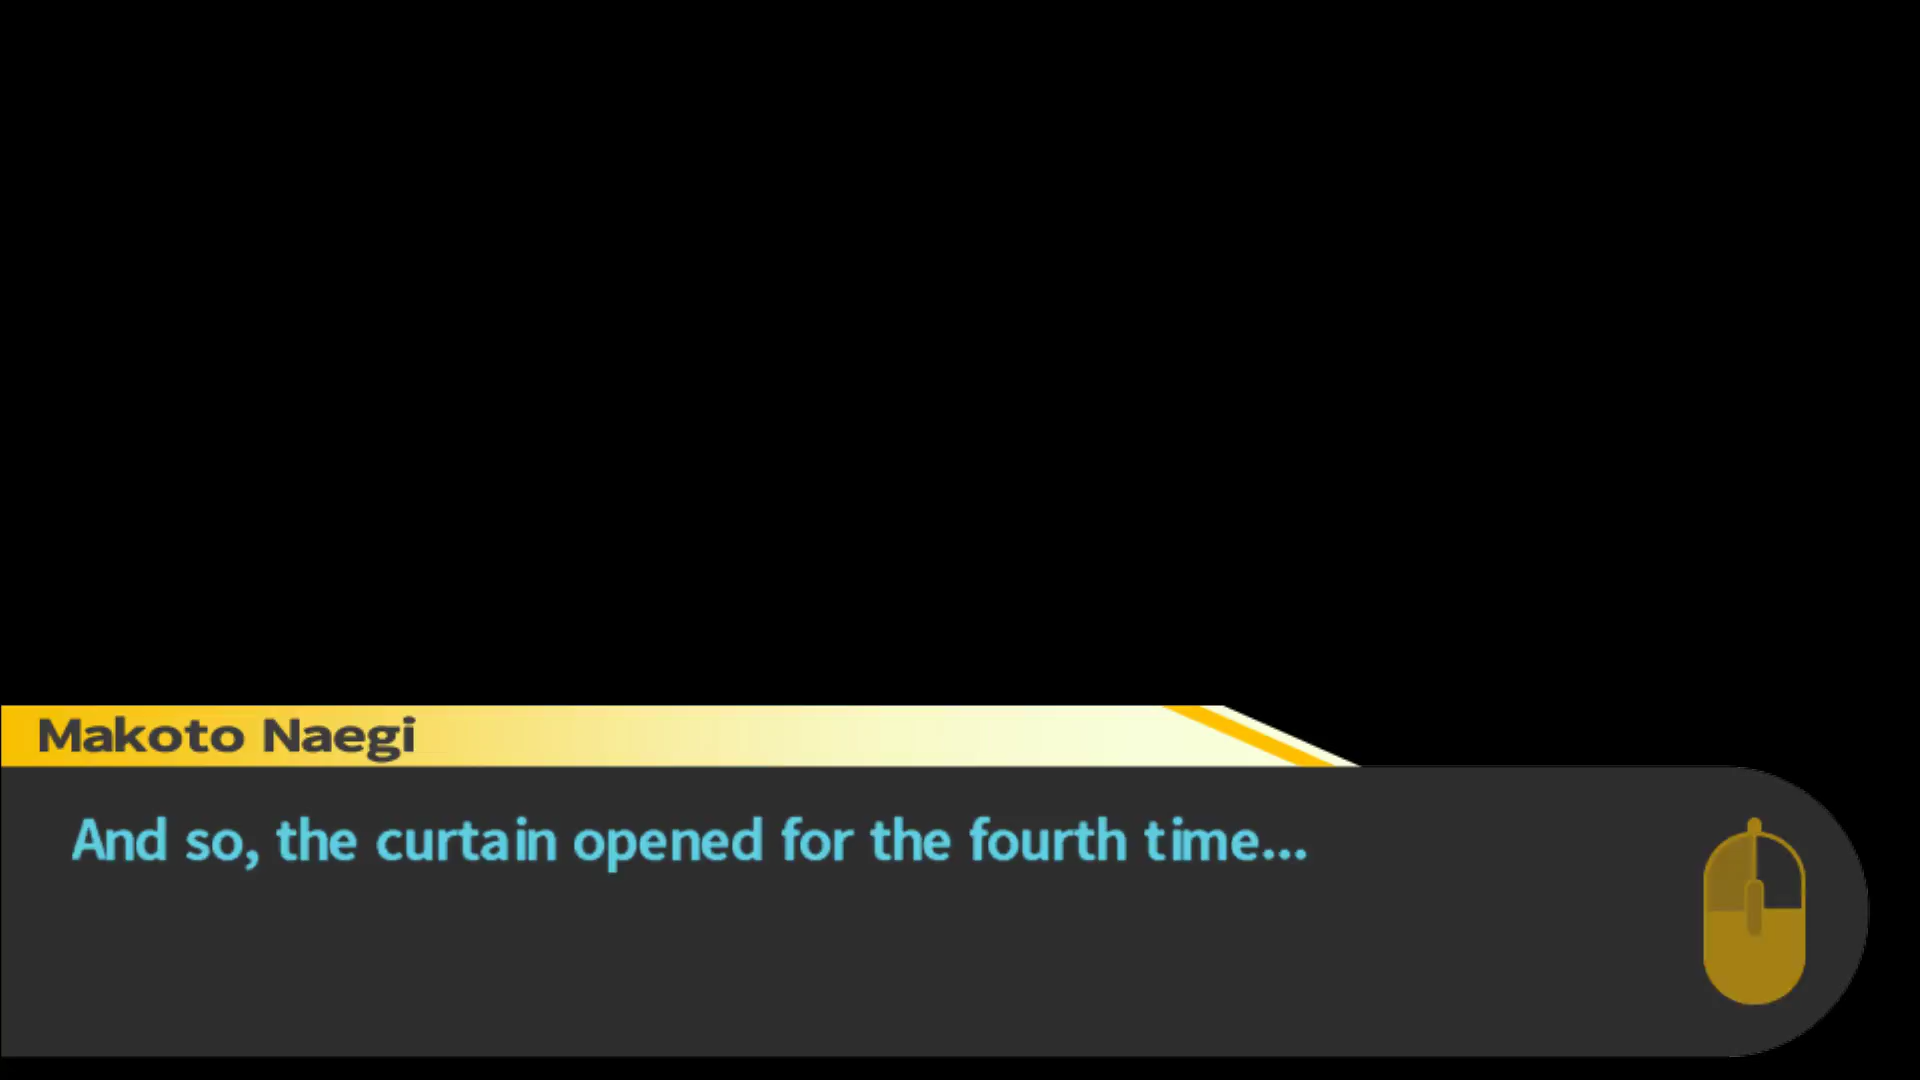 Makoto Naegi
And so, the curtain opened for the fourth time...